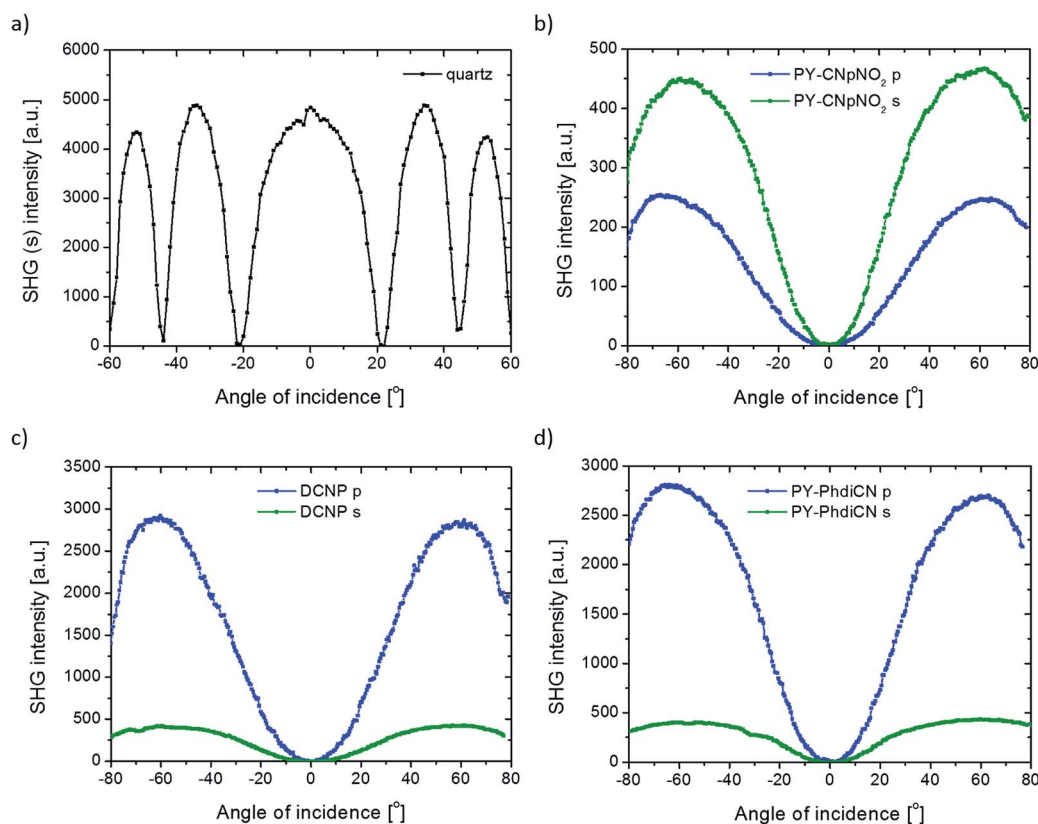 a)
6000
5000
4000
3000
2000
1000
0
SHG (s) intensity [a.u.]
quartz
-60 -40 -20 0 20 40 60
Angle of incidence [°]
b)
500
400
300
200
100
0
SHG intensity [a.u.]
PY-CNpNO₂ p
PY-CNpNO₂ s
-80 -60 -40 -20 0 20 40 60 80
Angle of incidence [°]
c)
3500
3000
2500
2000
1500
1000
500
0
SHG intensity [a.u.]
DCNP p
DCNP s
-80 -60 -40 -20 0 20 40 60 80
Angle of incidence [°]
d)
3000
2500
2000
1500
1000
500
0
SHG intensity [a.u.]
PY-PhdiCN p
PY-PhdiCN s
-80 -60 -40 -20 0 20 40 60 80
Angle of incidence [°]